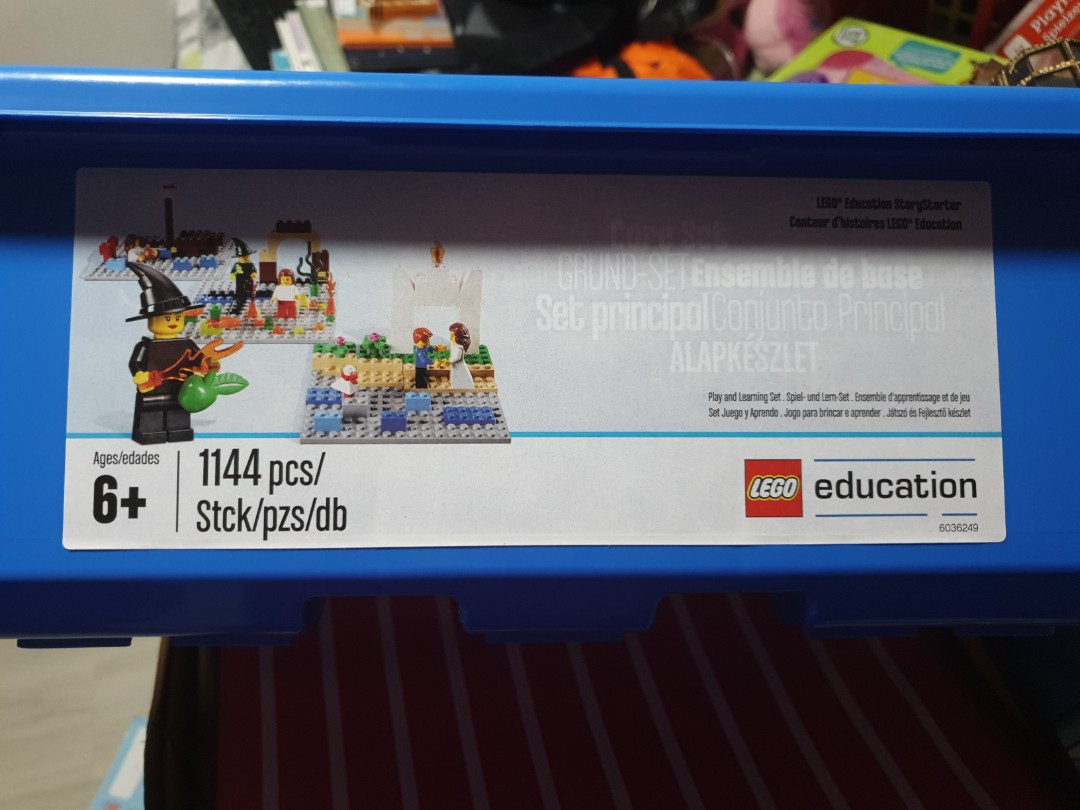 LEGO® Education StoryStarter
Conteur d'histoires LEGO® Education
Core Set
GRUND-SET Ensemble de base
Set principal Conjunto Principal
ALAPKÉSZLET
Play and Learning Set . Spiel- und Lern-Set . Ensemble d'apprentissage et de jeu
Set Juego y Aprendo . Jogo para brincar e aprender . Játszó és Fejlesztő készlet
Ages/edades
6+
1144 pcs/
Stck/pzs/db
LEGO education
6036249